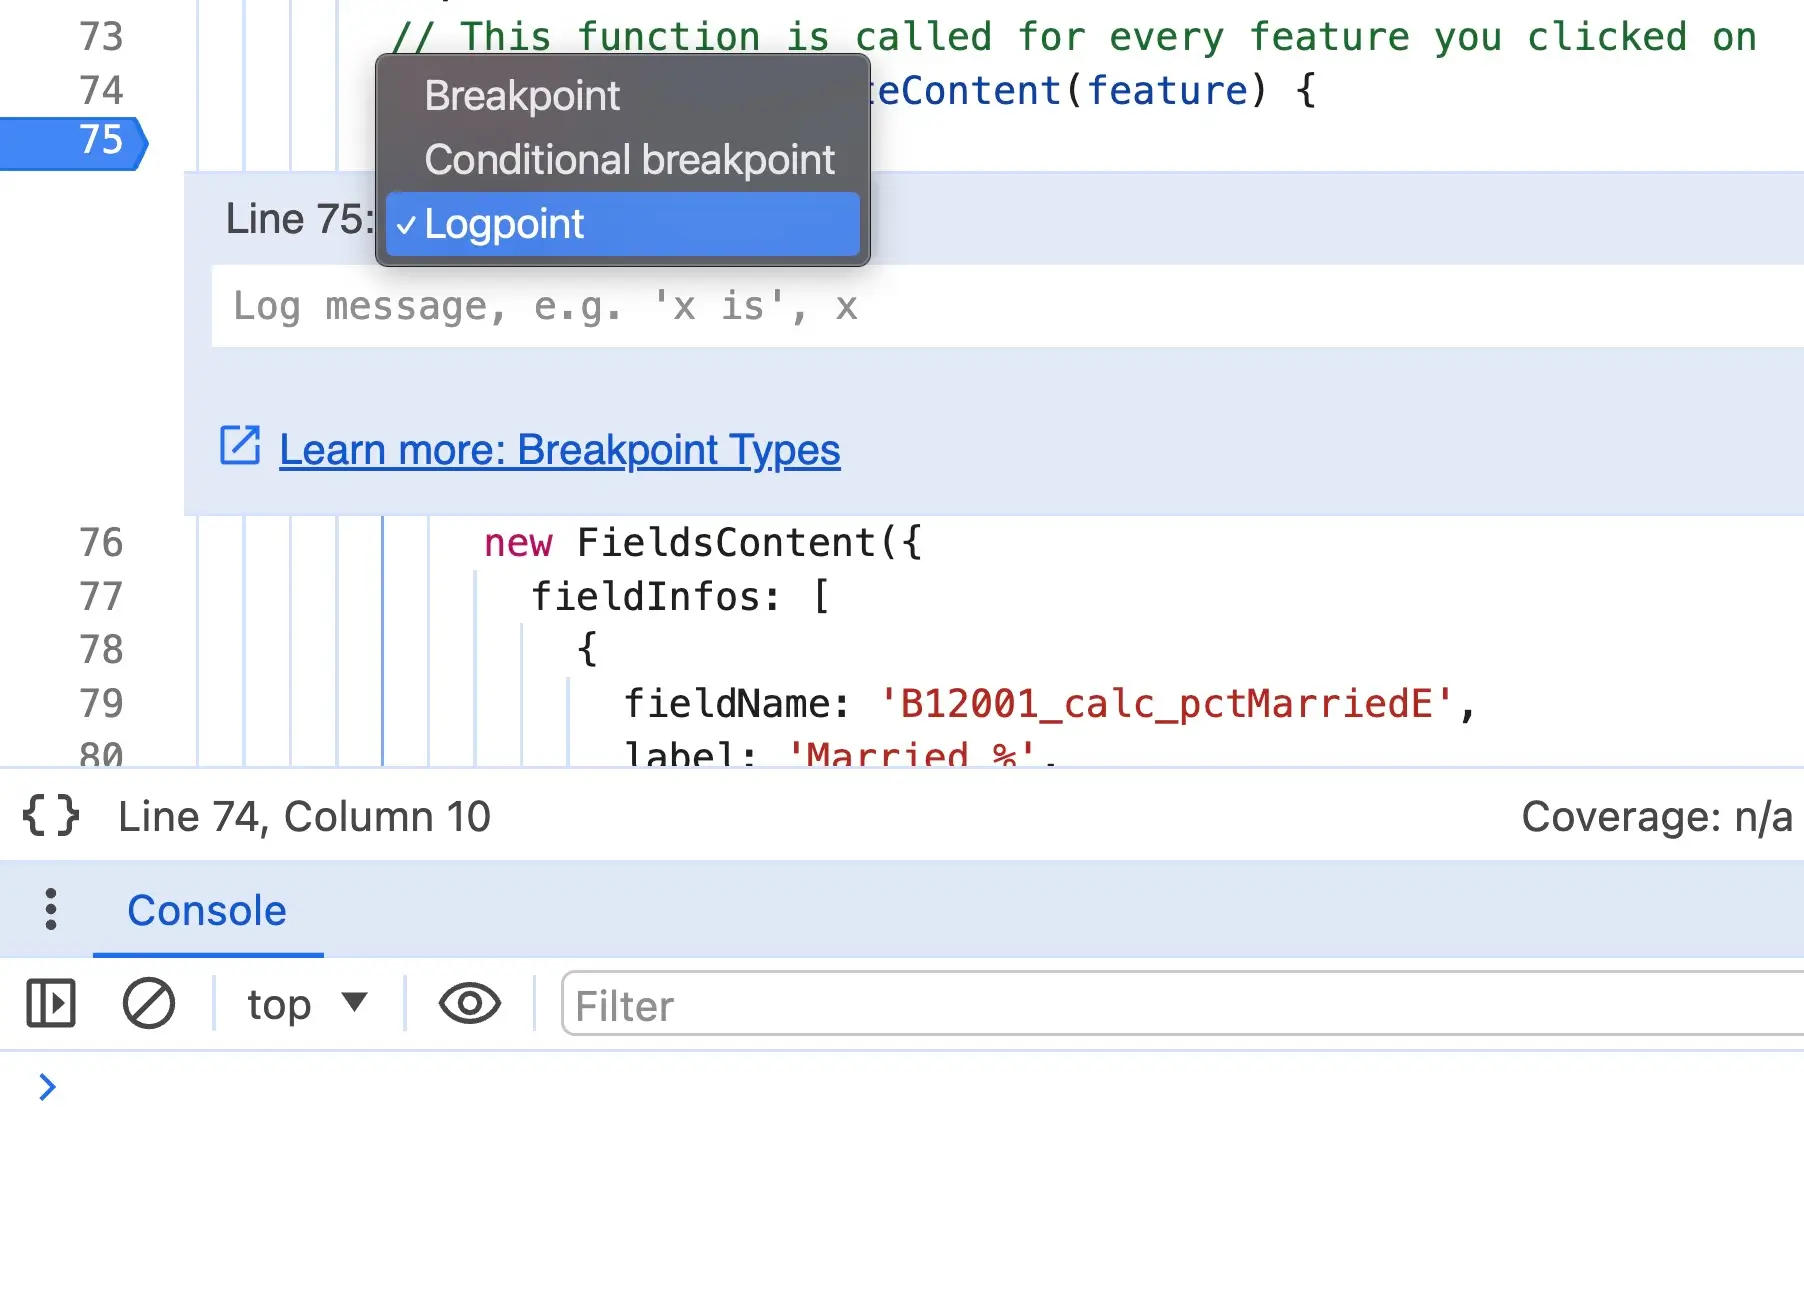 73 // This function is called for every feature you clicked on
74 teContent(feature) {
75
Breakpoint
Conditional breakpoint
Line 75: ✓ Logpoint
Log message, e.g. 'x is', x
Learn more: Breakpoint Types
76 new FieldsContent({
77 fieldInfos: [
78 {
79 fieldName: 'B12001_calc_pctMarriedE',
80 label: 'Married %',
{} Line 74, Column 10 Coverage: n/a
Console
top Filter